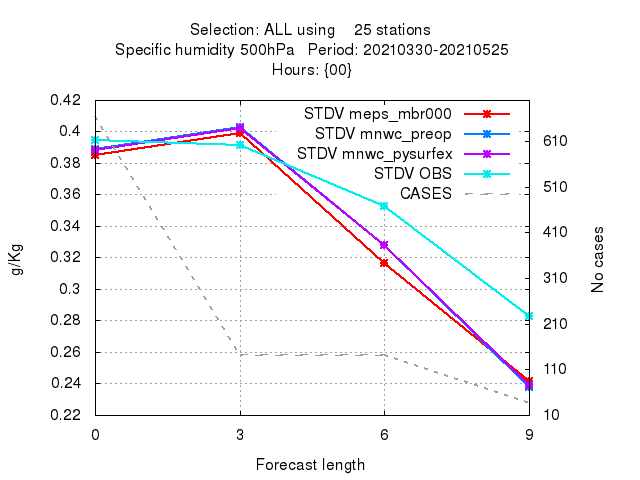 Selection: ALL using    25 stations
Specific humidity 500hPa   Period: 20210330-20210525
Hours: {00}
STDV meps_mbr000
STDV mnwc_preop
STDV mnwc_pysurfex
STDV OBS
CASES
0.42
0.4
0.38
0.36
0.34
0.32
0.3
0.28
0.26
0.24
0.22
g/Kg
610
510
410
310
210
110
10
No cases
0 3 6 9
Forecast length